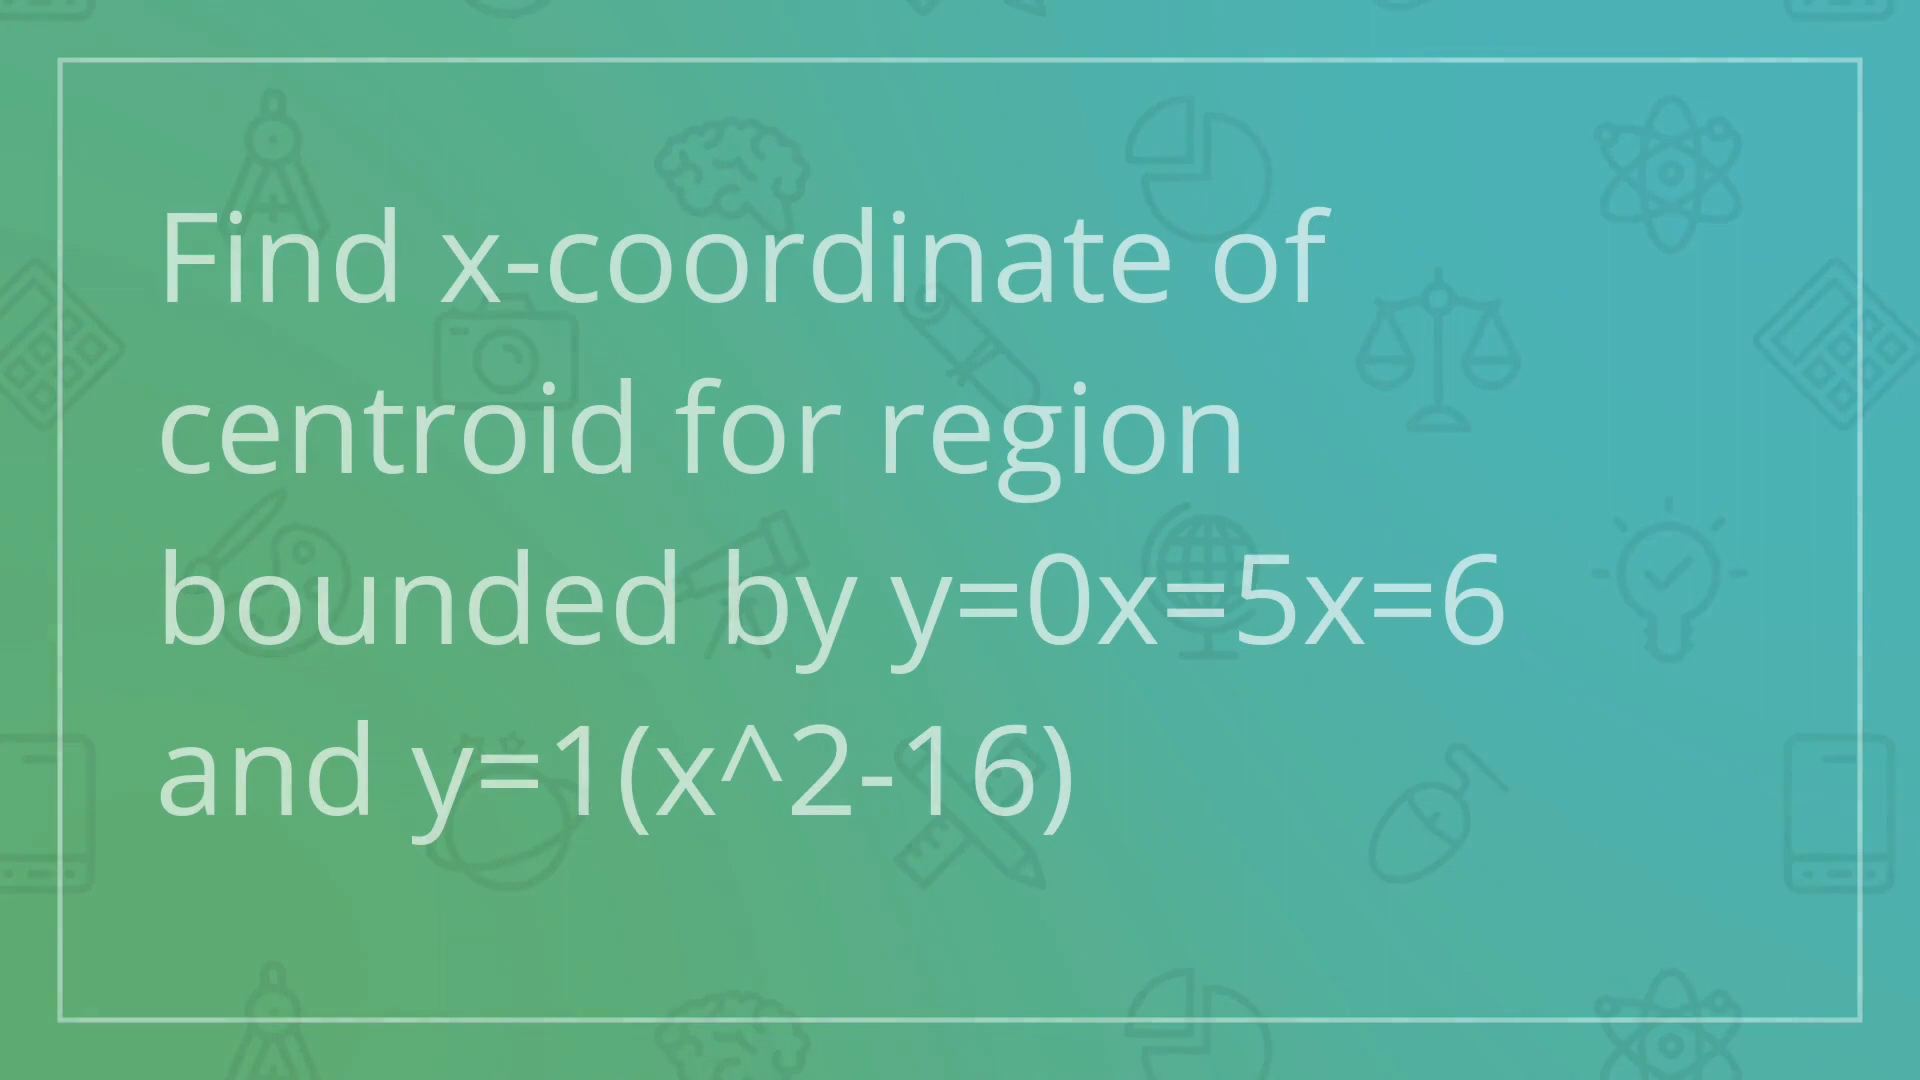 Find x-coordinate of
centroid for region
bounded by y=0x=5x=6
and y=1(x^2-16)